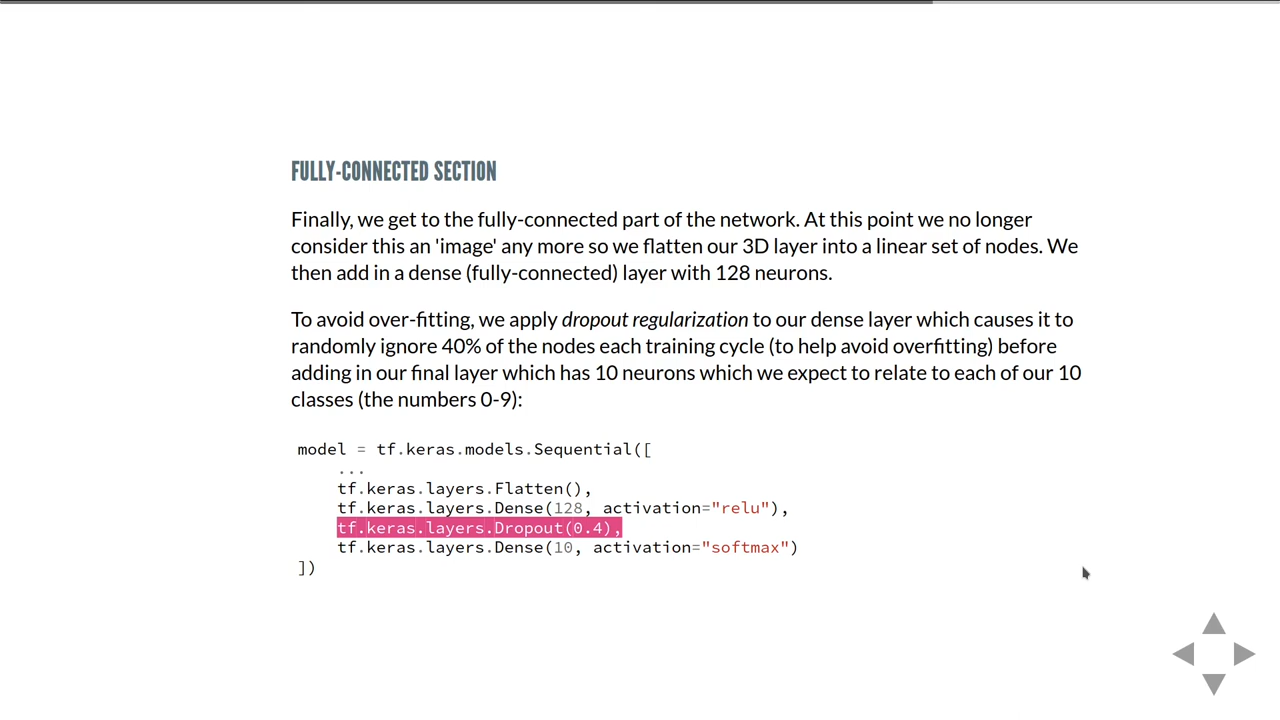 FULLY-CONNECTED SECTION
Finally, we get to the fully-connected part of the network. At this point we no longer
consider this an 'image' any more so we flatten our 3D layer into a linear set of nodes. We
then add in a dense (fully-connected) layer with 128 neurons.
To avoid over-fitting, we apply dropout regularization to our dense layer which causes it to
randomly ignore 40% of the nodes each training cycle (to help avoid overfitting) before
adding in our final layer which has 10 neurons which we expect to relate to each of our 10
classes (the numbers 0-9):
model = tf.keras.models.Sequential([
    ...
    tf.keras.layers.Flatten(),
    tf.keras.layers.Dense(128, activation="relu"),
    tf.keras.layers.Dropout(0.4),
    tf.keras.layers.Dense(10, activation="softmax")
])